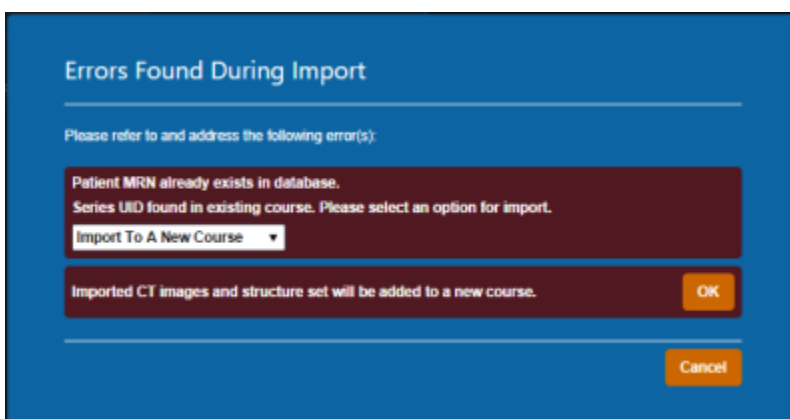 Errors Found During Import
Please refer to and address the following error(s):
Patient MRN already exists in database.
Series UID found in existing course. Please select an option for import.
Import To A New Course
Imported CT images and structure set will be added to a new course.
OK
Cancel